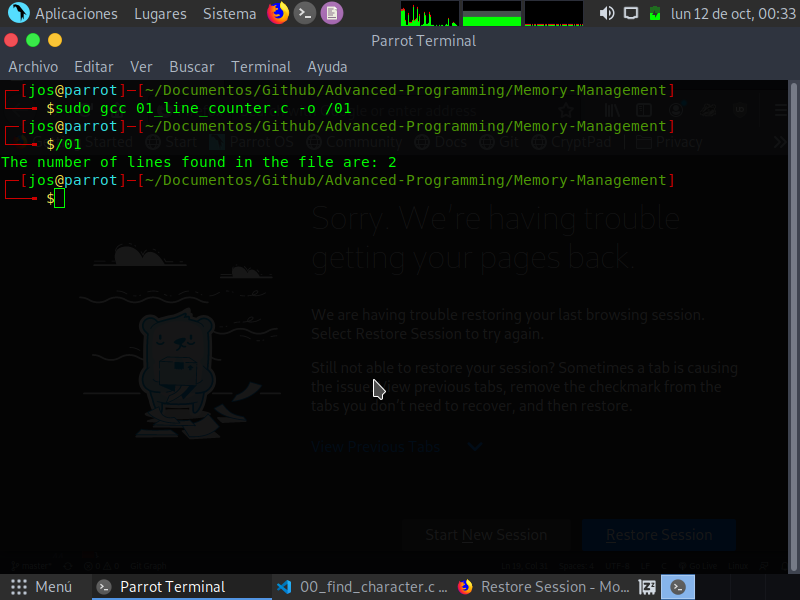 Aplicaciones Lugares Sistema lun 12 de oct, 00:33
Parrot Terminal
Archivo Editar Ver Buscar Terminal Ayuda
┌─[jos@parrot]─[~/Documentos/Github/Advanced-Programming/Memory-Management]
└──╼ $sudo gcc 01_line_counter.c -o /01
┌─[jos@parrot]─[~/Documentos/Github/Advanced-Programming/Memory-Management]
└──╼ $/01
The number of lines found in the file are: 2
┌─[jos@parrot]─[~/Documentos/Github/Advanced-Programming/Memory-Management]
└──╼ $
or enter address
Started Start Parrot OS Community Docs Git CryptPad Privacy
Sorry. We're having trouble
getting your pages back.
We are having trouble restoring your last browsing session.
Select Restore Session to try again.
Still not able to restore your session? Sometimes a tab is causing
the issue. View previous tabs, remove the checkmark from the
tabs you don't need to recover, and then restore.
View Previous Tabs
Start New Session Restore Session
Menú Parrot Terminal 00_find_character.c ... Restore Session - Mo...